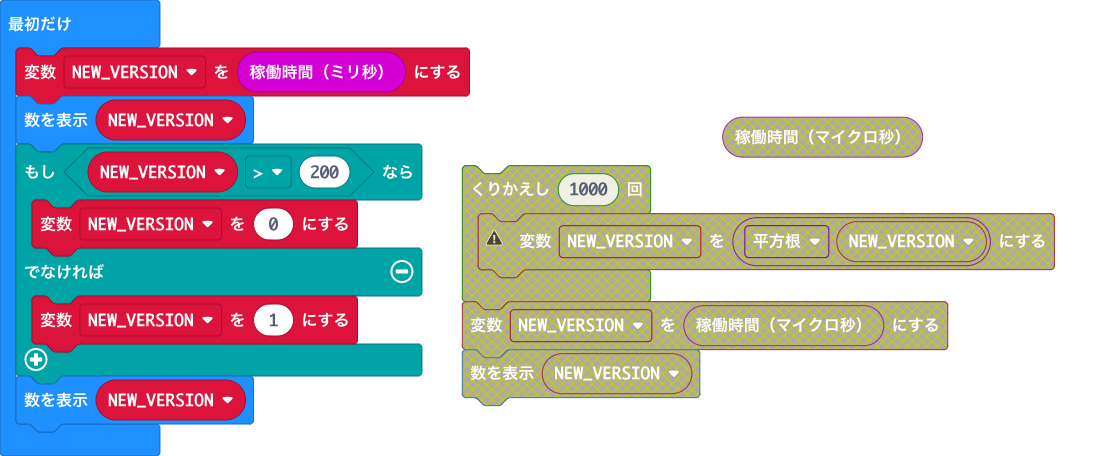 最初だけ
変数 NEW_VERSION を 稼働時間（ミリ秒） にする
数を表示 NEW_VERSION
もし NEW_VERSION > 200 なら
変数 NEW_VERSION を 0 にする
でなければ
変数 NEW_VERSION を 1 にする
数を表示 NEW_VERSION
稼働時間（マイクロ秒）
くりかえし 1000 回
変数 NEW_VERSION を 平方根 NEW_VERSION にする
変数 NEW_VERSION を 稼働時間（マイクロ秒） にする
数を表示 NEW_VERSION